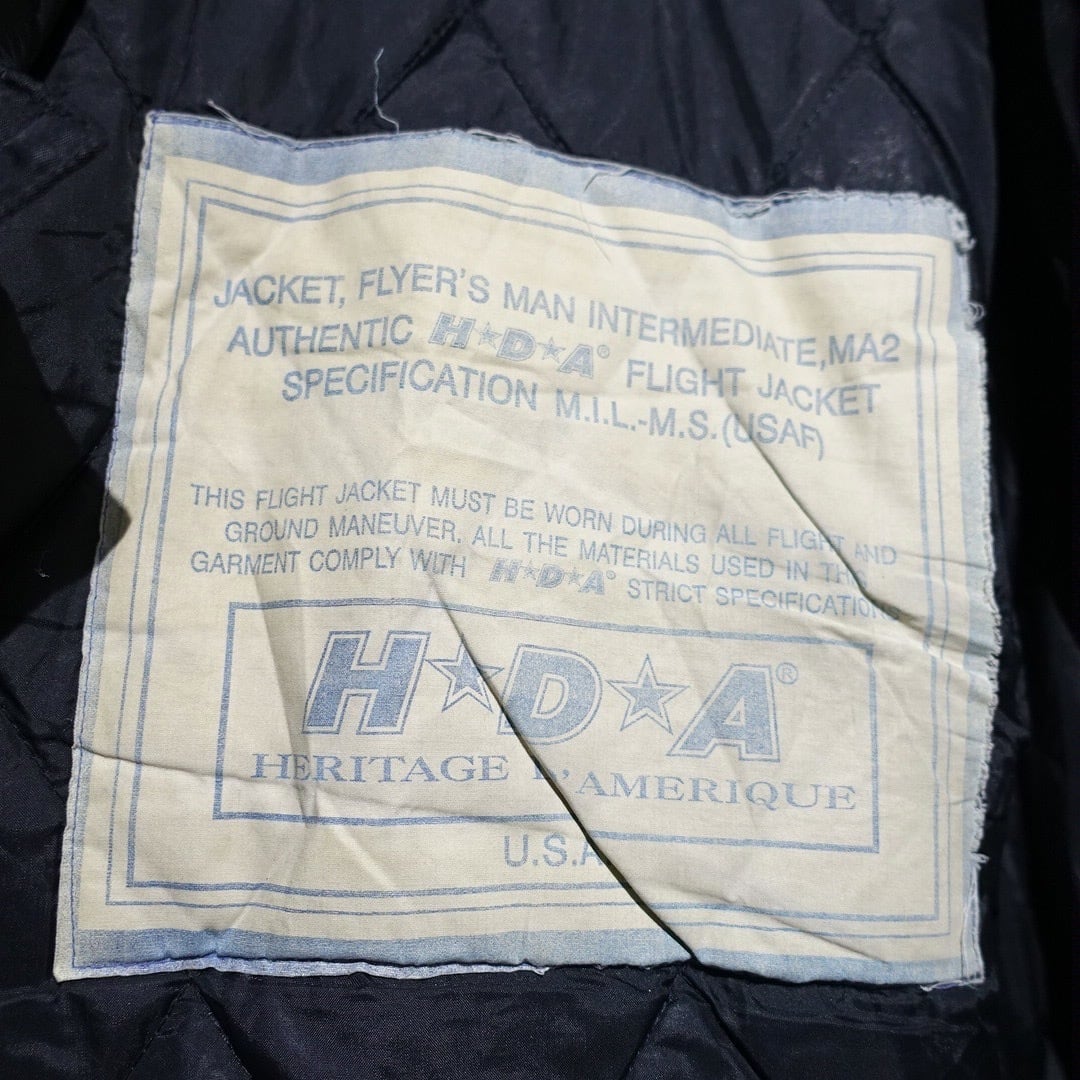 JACKET, FLYER'S MAN INTERMEDIATE, MA2
AUTHENTIC H★D★A® FLIGHT JACKET
SPECIFICATION M.I.L.-M.S. (USAF)
THIS FLIGHT JACKET MUST BE WORN DURING ALL FLIGHT AND
GROUND MANEUVER. ALL THE MATERIALS USED IN THIS
GARMENT COMPLY WITH H★D★A® STRICT SPECIFICATIONS
H★D★A®
HERITAGE D'AMERIQUE
U.S.A